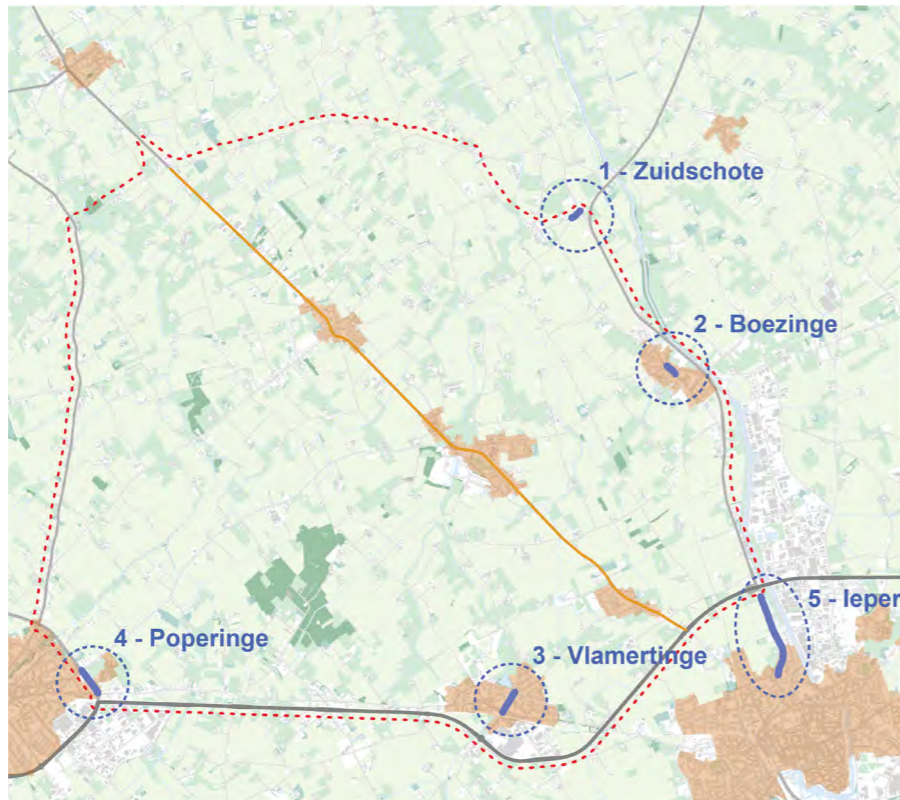 1 - Zuidschote
2 - Boezinge
5 - Ieper
4 - Poperinge
3 - Vlamertinge